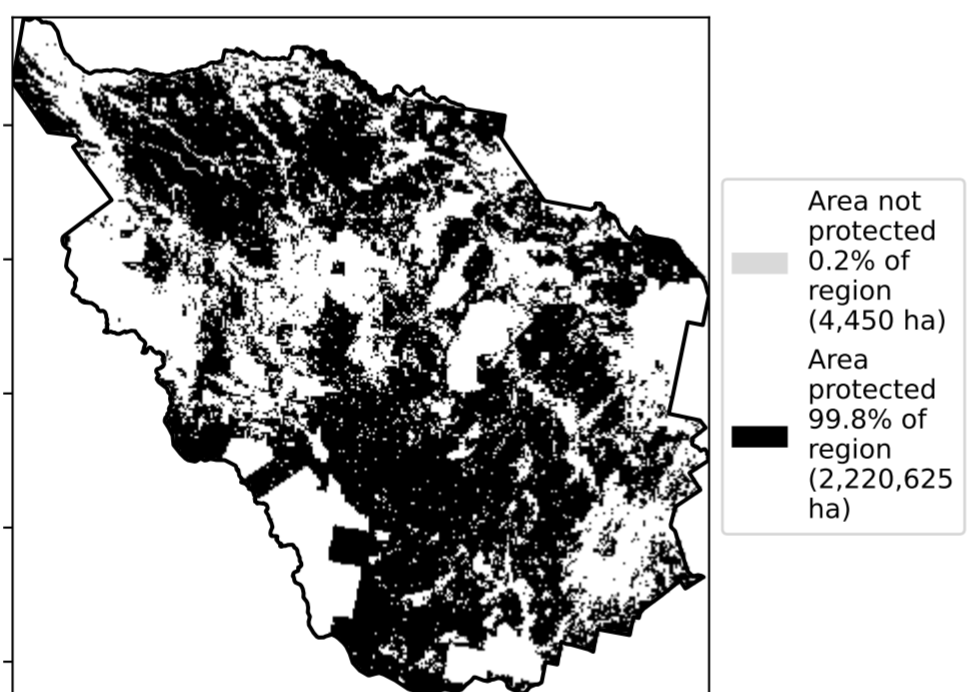 Area not
protected
0.2% of
region
(4,450 ha)
Area
protected
99.8% of
region
(2,220,625
ha)